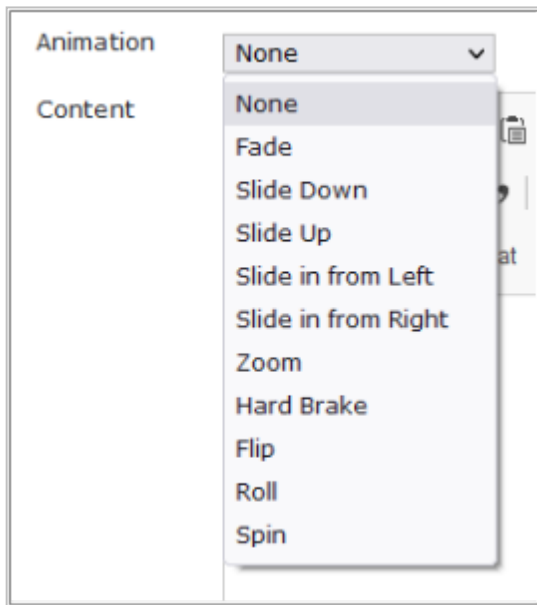 Animation
None
Content
None
Fade
Slide Down
Slide Up
at
Slide in from Left
Slide in from Right
Zoom
Hard Brake
Flip
Roll
Spin